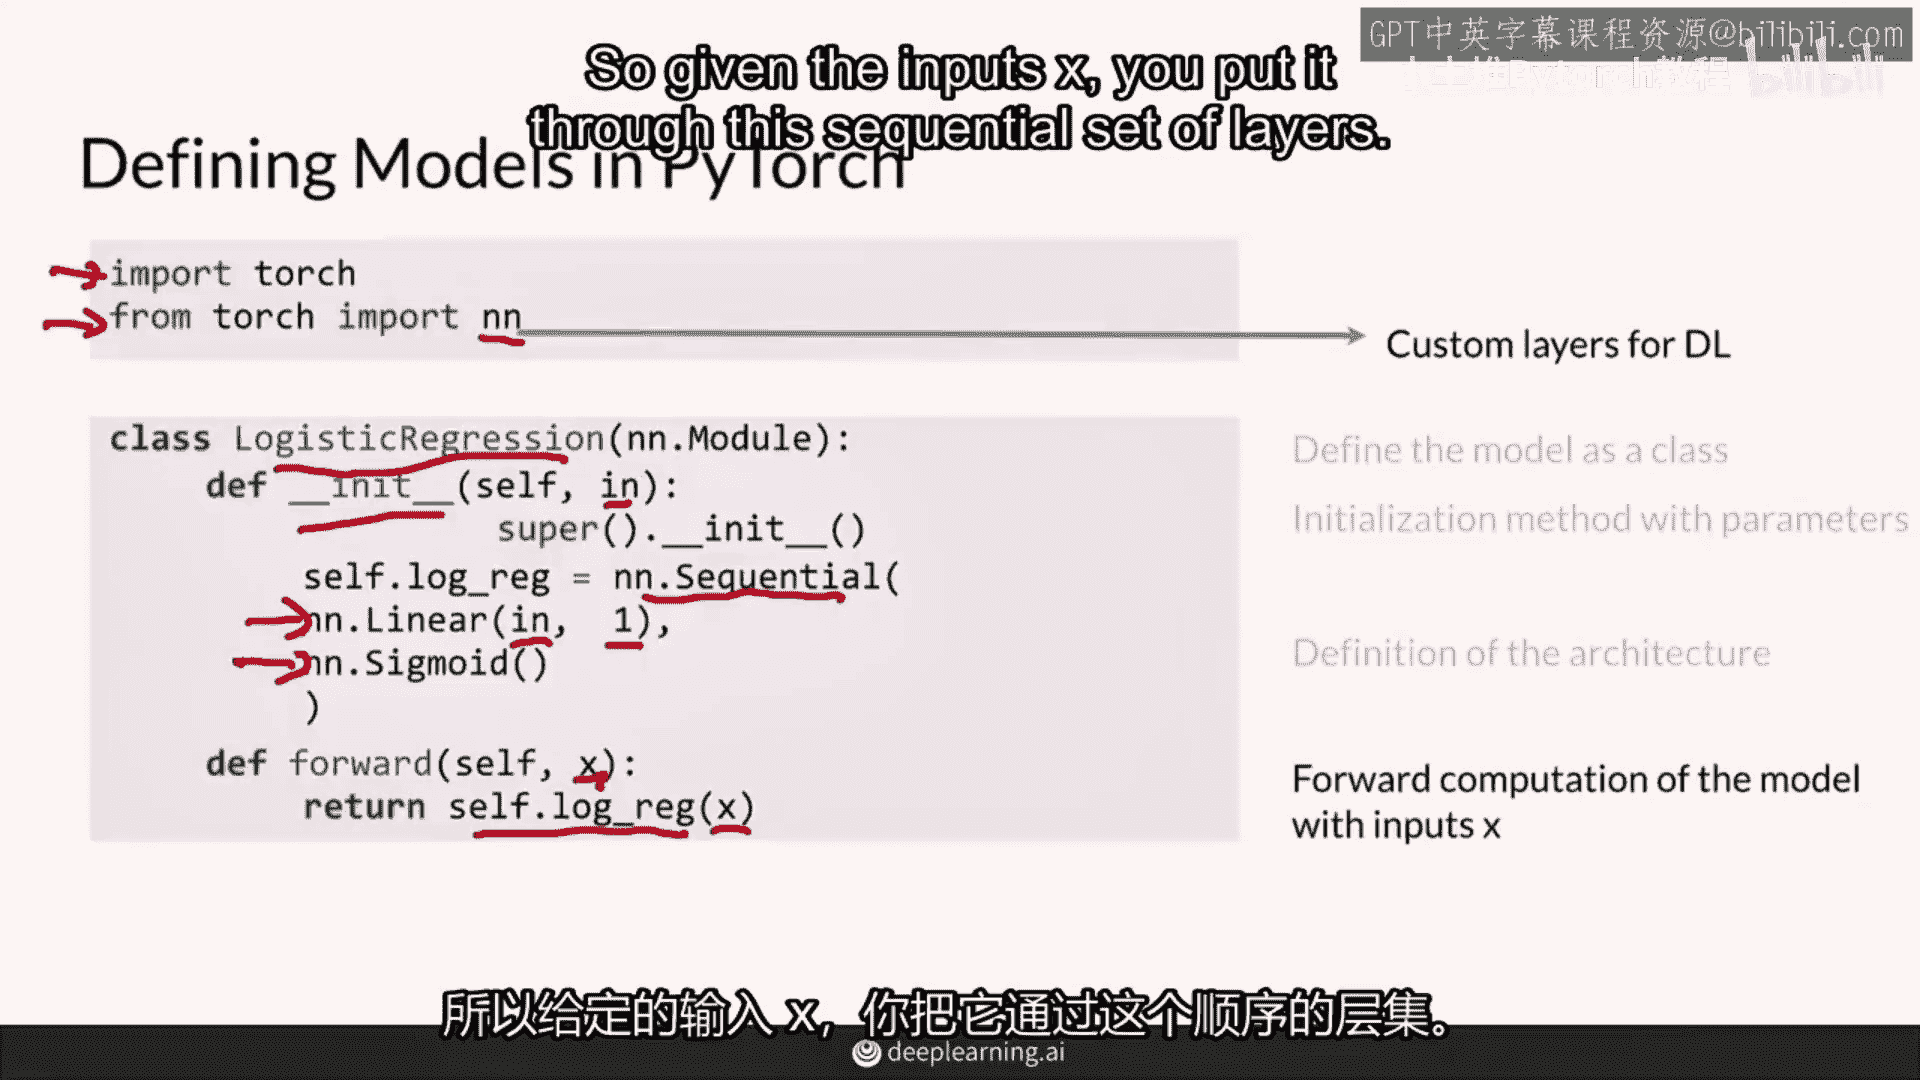 GPT中英字幕课程资源@bilibili.com
So given the inputs x, you put it
through this sequential set of layers.
Defining Models in PyTorch
import torch
from torch import nn
Custom layers for DL
class LogisticRegression(nn.Module):
Define the model as a class
def __init__(self, in):
Initialization method with parameters
super().__init__()
self.log_reg = nn.Sequential(
nn.Linear(in, 1),
nn.Sigmoid()
Definition of the architecture
)
def forward(self, x):
return self.log_reg(x)
Forward computation of the model
with inputs x
所以给定的输入 x，你把它通过这个顺序的层集。
deeplearning.ai